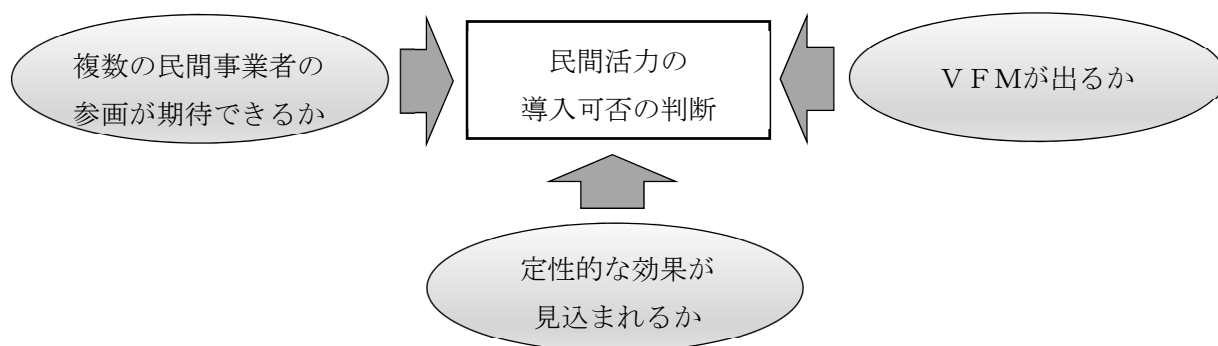 複数の民間事業者の
参画が期待できるか
民間活力の
導入可否の判断
ＶＦＭが出るか
定性的な効果が
見込まれるか